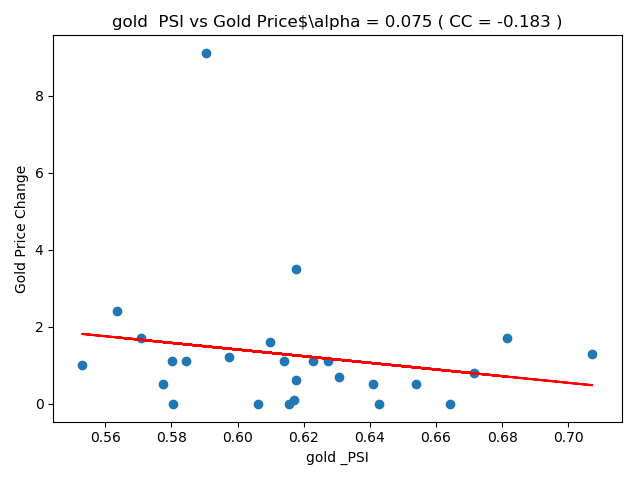 gold  PSI vs Gold Price$\alpha = 0.075 ( CC = -0.183 )
Gold Price Change
8
6
4
2
0
0.56 0.58 0.60 0.62 0.64 0.66 0.68 0.70
gold _PSI